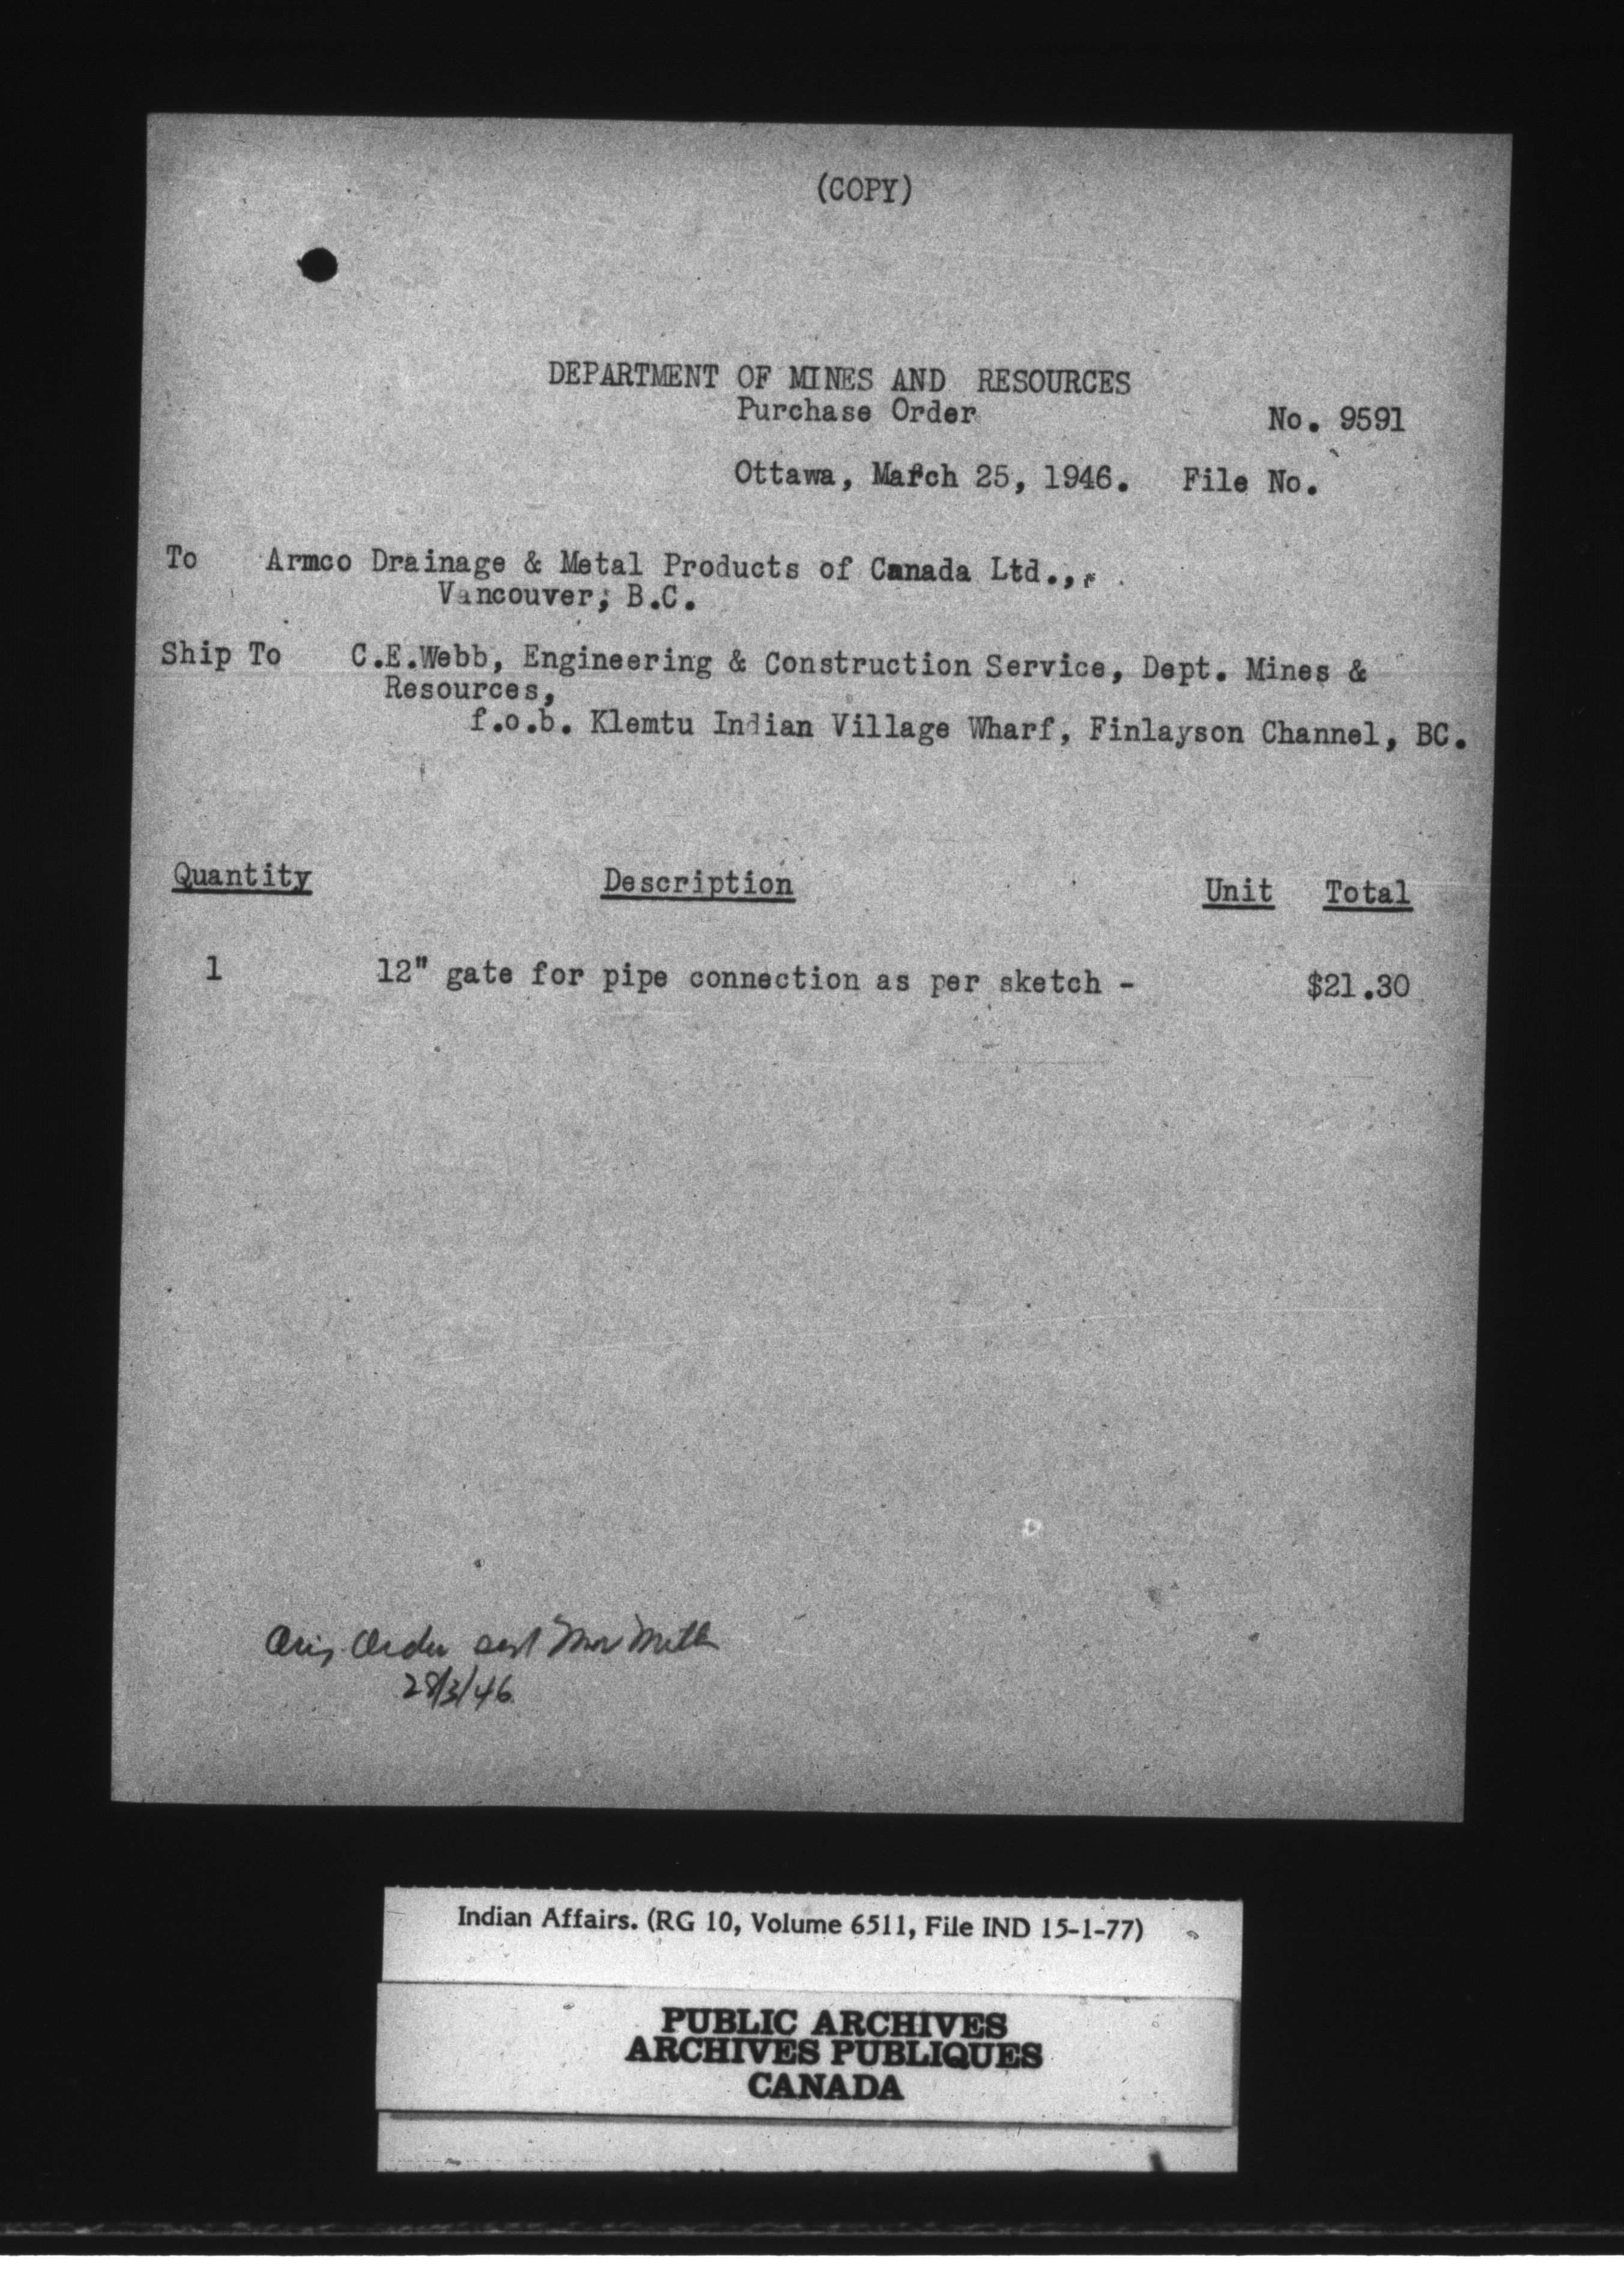 (COPY)
DEPARTMENT OF MINES AND RESOURCES
Purchase Order No. 9591
Ottawa, March 25, 1946. File No.
To Armco Drainage & Metal Products of Canada Ltd.,
Vancouver, B.C.
Ship To C.E.Webb, Engineering & Construction Service, Dept. Mines &
Resources,
f.o.b. Klemtu Indian Village Wharf, Finlayson Channel, BC.
Quantity Description Unit Total
1 12" gate for pipe connection as per sketch - $21.30
Orig. Order sent
28/3/46
Indian Affairs. (RG 10, Volume 6511, File IND 15-1-77)
PUBLIC ARCHIVES
ARCHIVES PUBLIQUES
CANADA